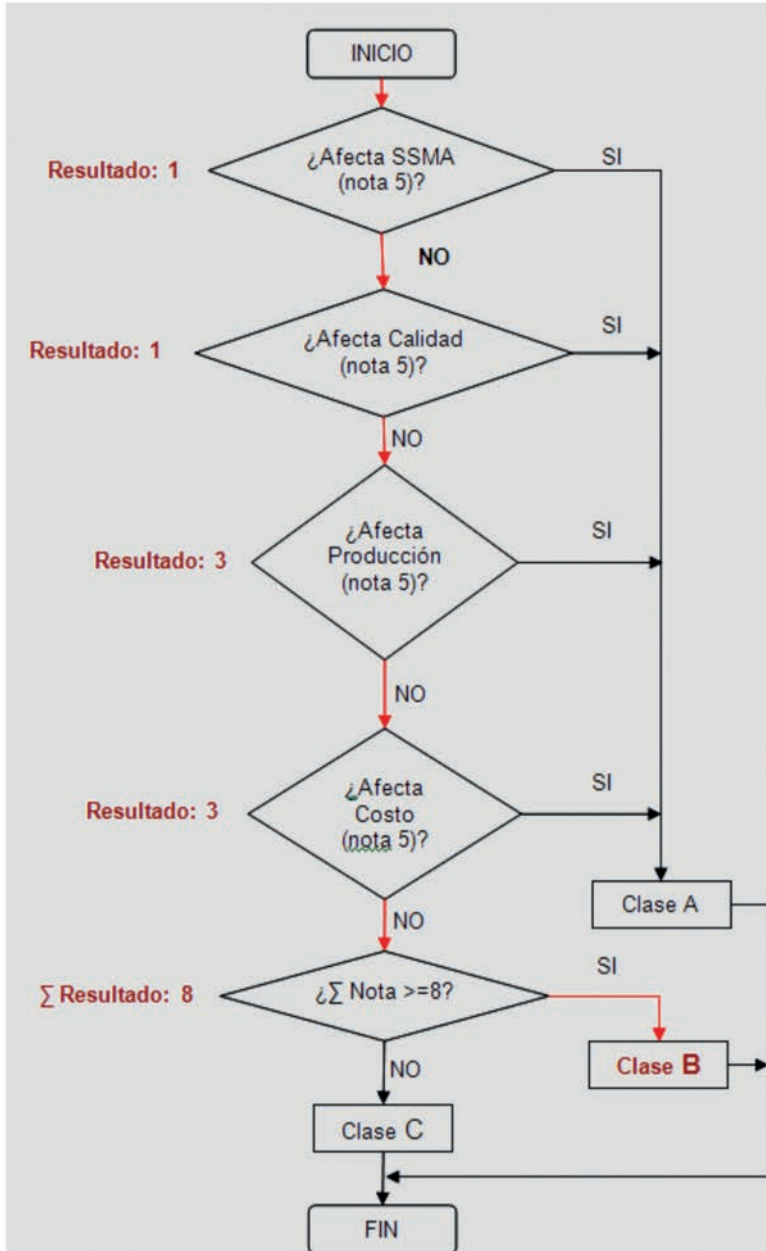 INICIO
Resultado: 1
¿Afecta SSMA
(nota 5)?
SI
NO
Resultado: 1
¿Afecta Calidad
(nota 5)?
SI
NO
Resultado: 3
¿Afecta
Producción
(nota 5)?
SI
NO
Resultado: 3
¿Afecta
Costo
(nota 5)?
SI
NO
Clase A
∑ Resultado: 8
¿∑ Nota >=8?
SI
Clase B
NO
Clase C
FIN